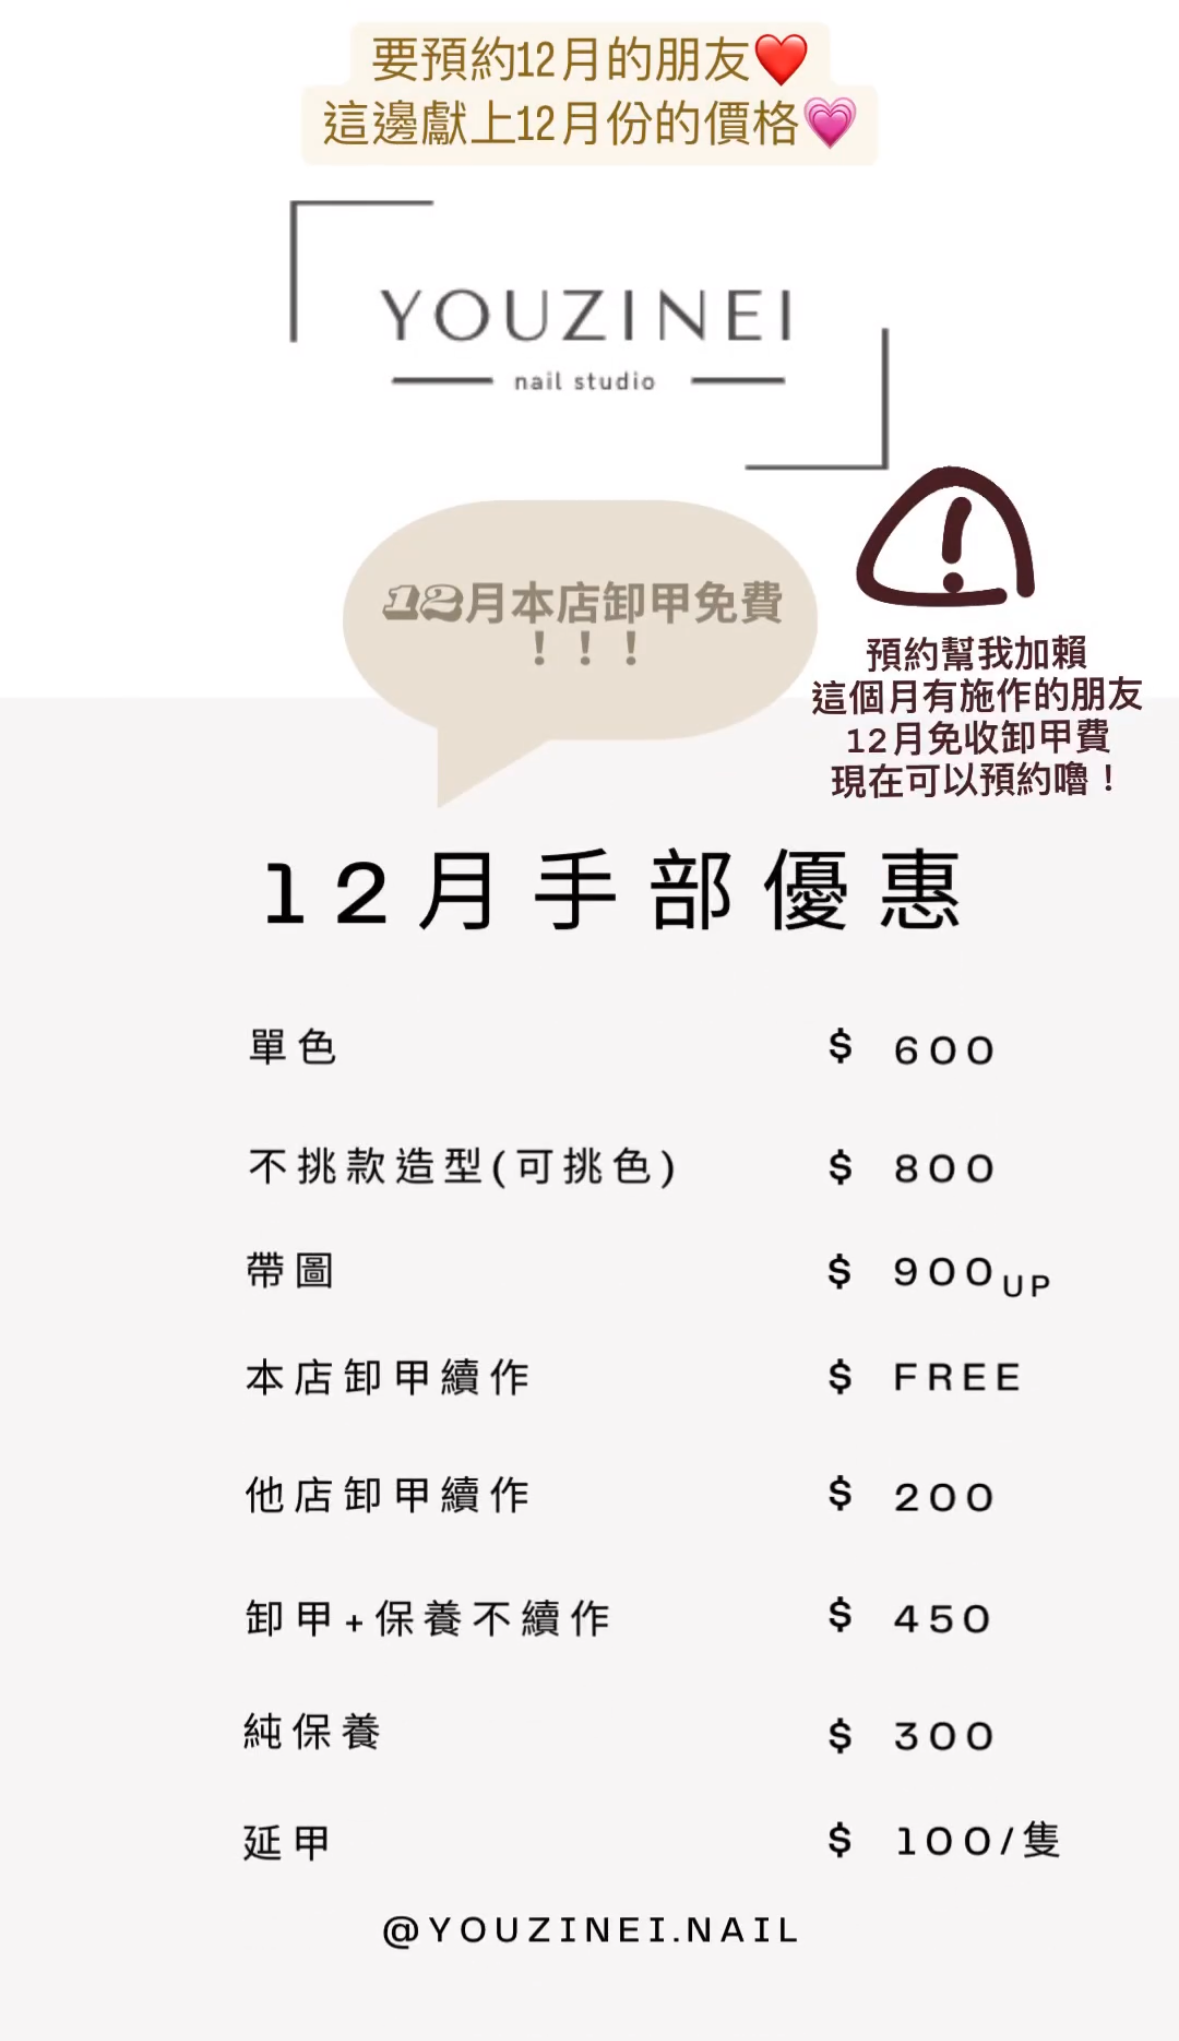 要預約12月的朋友❤️
這邊獻上12月份的價格💗
YOUZINEI
nail studio
12月本店卸甲免費
！！！
預約幫我加賴
這個月有施作的朋友
12月免收卸甲費
現在可以預約嚕！
12月手部優惠
單色 $ 600
不挑款造型(可挑色) $ 800
帶圖 $ 900UP
本店卸甲續作 $ FREE
他店卸甲續作 $ 200
卸甲+保養不續作 $ 450
純保養 $ 300
延甲 $ 100/隻
@YOUZINEI.NAIL